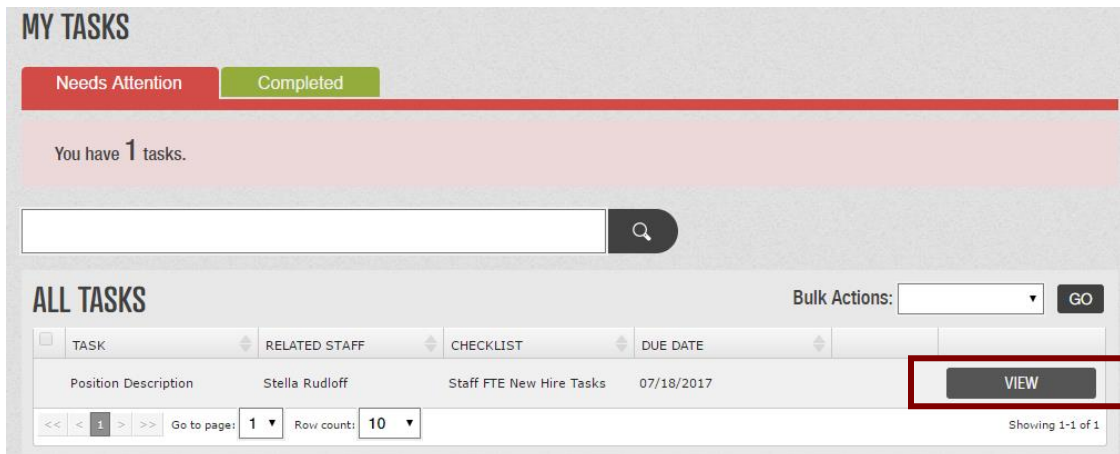 MY TASKS
Needs Attention Completed
You have 1 tasks.
ALL TASKS Bulk Actions: GO
TASK RELATED STAFF CHECKLIST DUE DATE
Position Description Stella Rudloff Staff FTE New Hire Tasks 07/18/2017 VIEW
<< < 1 > >> Go to page: 1 Row count: 10 Showing 1-1 of 1